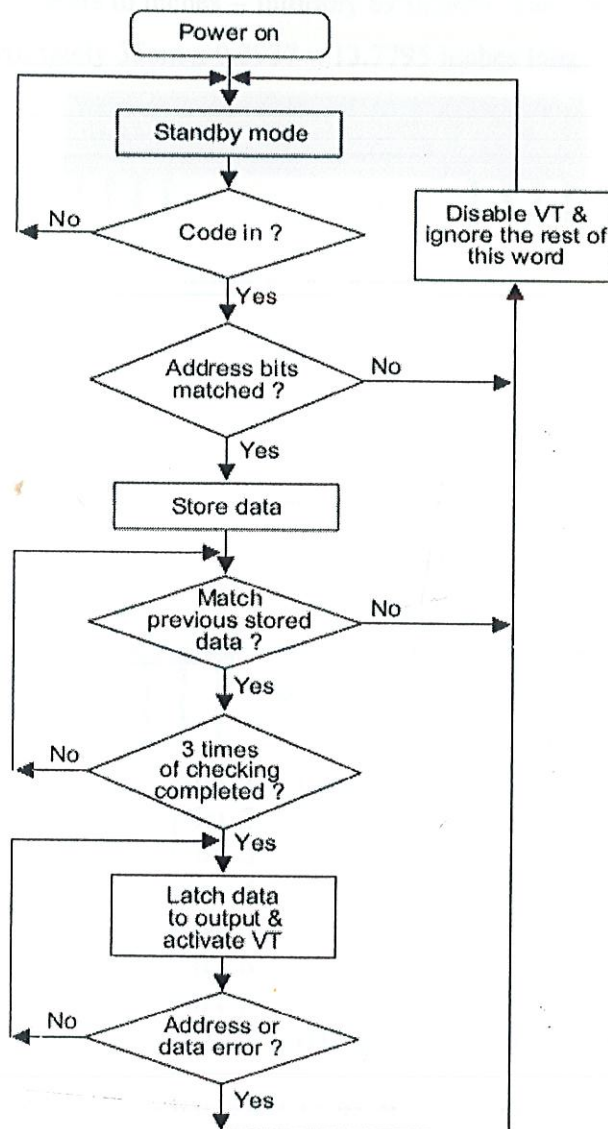 Power on
Standby mode
Code in ?
No
Yes
Disable VT &
ignore the rest of
this word
Address bits
matched ?
No
Yes
Store data
Match
previous stored
data ?
No
Yes
3 times
of checking
completed ?
No
Yes
Latch data
to output &
activate VT
Address or
data error ?
No
Yes